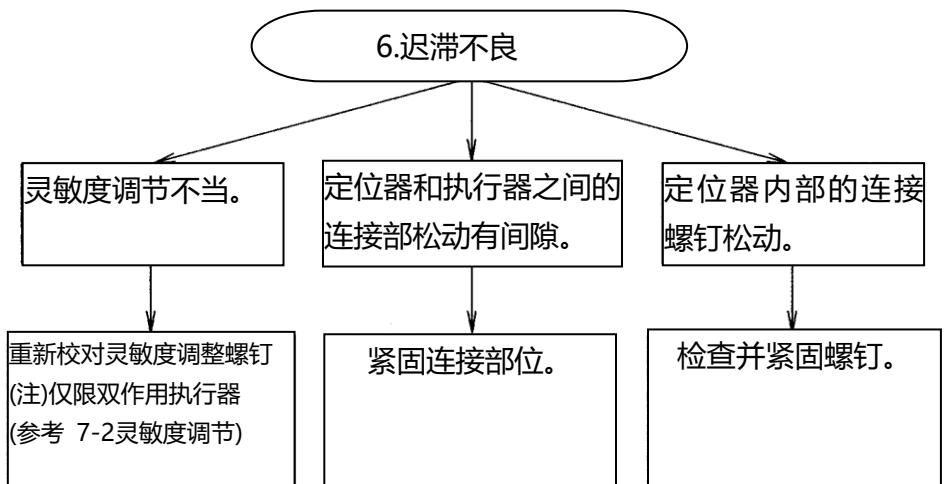 6.迟滞不良
灵敏度调节不当。
定位器和执行器之间的
连接部松动有间隙。
定位器内部的连接
螺钉松动。
重新校对灵敏度调整螺钉
(注)仅限双作用执行器
(参考 7-2灵敏度调节)
紧固连接部位。
检查并紧固螺钉。